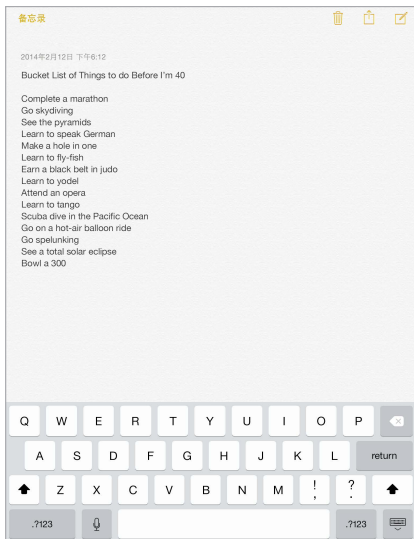 备忘录
2014年2月12日 下午6:12
Bucket List of Things to do Before I'm 40
Complete a marathon
Go skydiving
See the pyramids
Learn to speak German
Make a hole in one
Learn to fly-fish
Earn a black belt in judo
Learn to yodel
Attend an opera
Learn to tango
Scuba dive in the Pacific Ocean
Go on a hot-air balloon ride
Go spelunking
See a total solar eclipse
Bowl a 300
Q W E R T Y U I O P
A S D F G H J K L return
Z X C V B N M ! , ? .
.?123 .?123